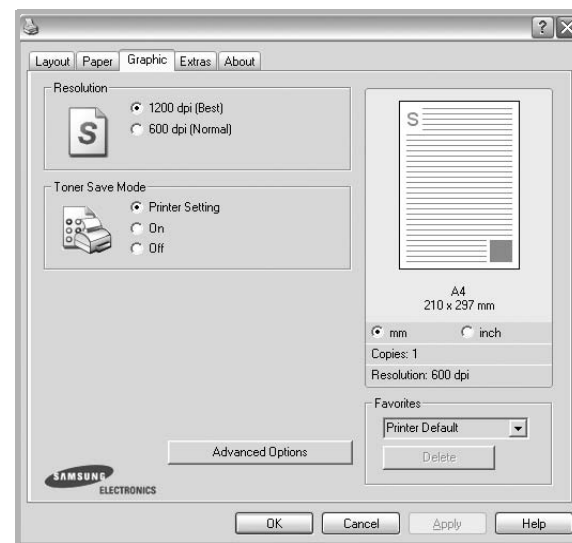 Layout Paper Graphic Extras About
Resolution
1200 dpi (Best)
600 dpi (Normal)
S
Toner Save Mode
Printer Setting
On
Off
S
A4
210 x 297 mm
mm inch
Copies: 1
Resolution: 600 dpi
Favorites
Printer Default
Delete
Advanced Options
SAMSUNG
ELECTRONICS
OK Cancel Apply Help